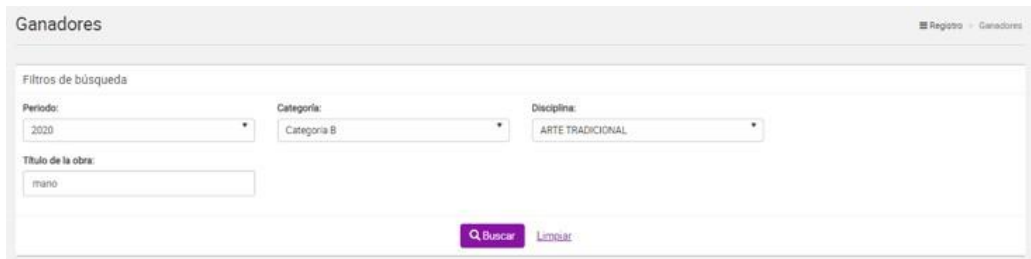 Ganadores
Registro > Ganadores
Filtros de búsqueda
Periodo: Categoría: Disciplina:
2020 Categoria B ARTE TRADICIONAL
Título de la obra:
mano
Buscar Limpiar